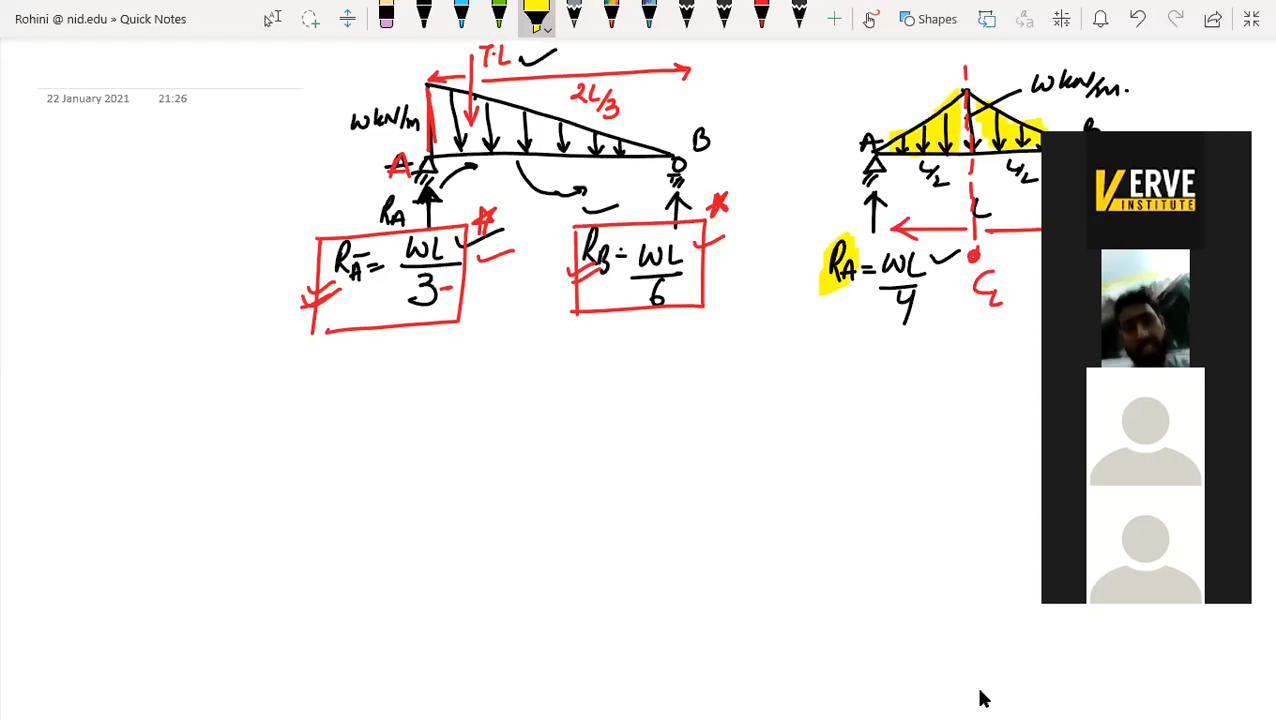 Rohini @ nid.edu » Quick Notes
Shapes
22 January 2021 21:26
T.L
2L/3
w kN/m
A
B
RA
RA = wL/3
RB = wL/6
w kN/m.
A
L/2
L/2
L
RA = wL/4
VERVE
INSTITUTE